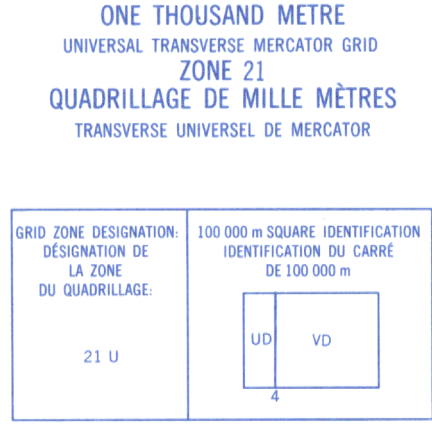 ONE THOUSAND METRE
UNIVERSAL TRANSVERSE MERCATOR GRID
ZONE 21
QUADRILLAGE DE MILLE MÈTRES
TRANSVERSE UNIVERSEL DE MERCATOR
GRID ZONE DESIGNATION:
DÉSIGNATION DE
LA ZONE
DU QUADRILLAGE:
21 U
100 000 m SQUARE IDENTIFICATION
IDENTIFICATION DU CARRÉ
DE 100 000 m
UD VD
4